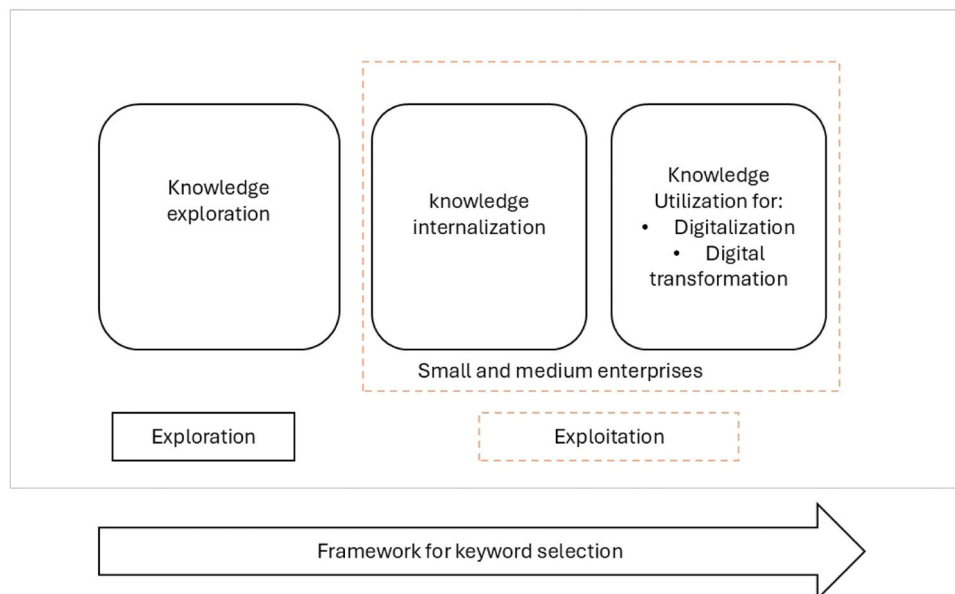 Knowledge
exploration
knowledge
internalization
Knowledge
Utilization for:
• Digitalization
• Digital
transformation
Small and medium enterprises
Exploration
Exploitation
Framework for keyword selection